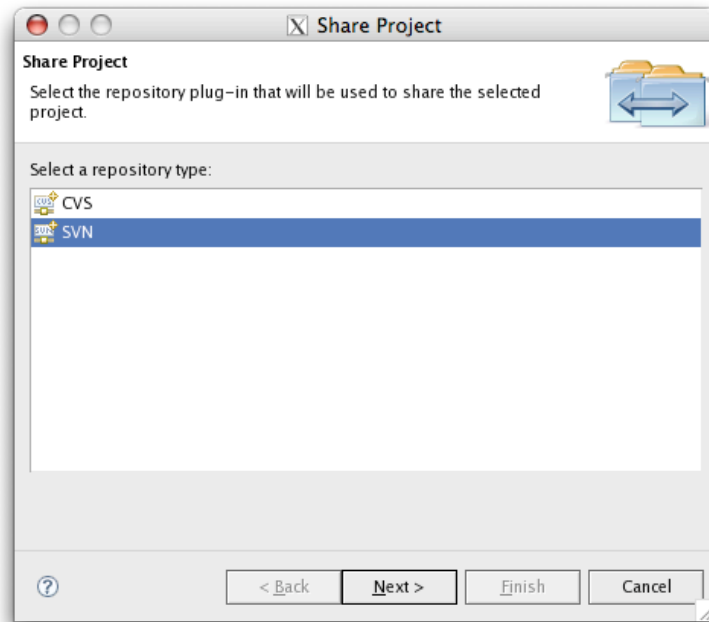 Share Project
Share Project
Select the repository plug-in that will be used to share the selected
project.
Select a repository type:
CVS
SVN
< Back
Next >
Finish
Cancel